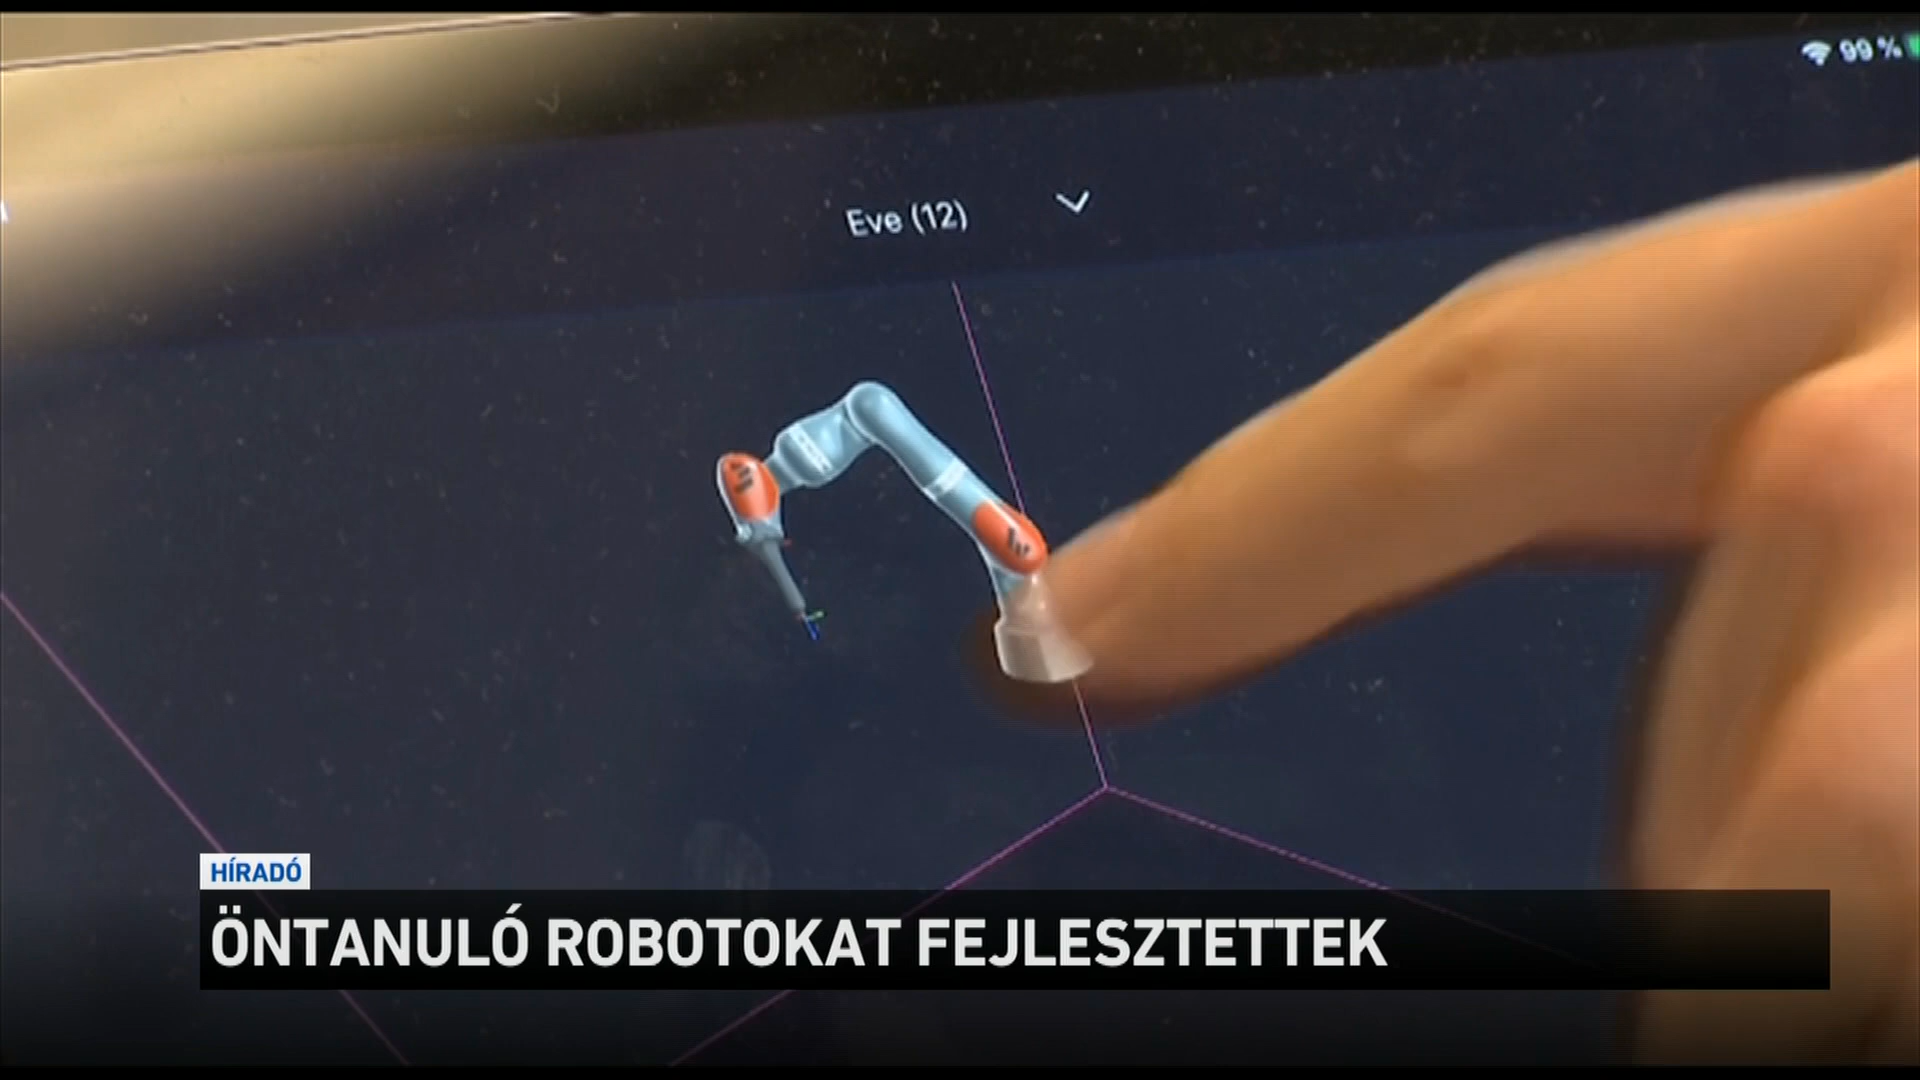 99 %
Eve (12)
HÍRADÓ
ÖNTANULÓ ROBOTOKAT FEJLESZTETTEK